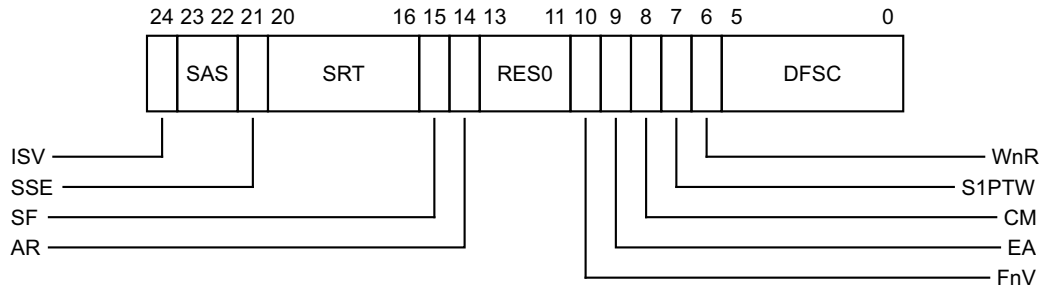 24 23 22 21 20 16 15 14 13 11 10 9 8 7 6 5 0
SAS SRT RES0 DFSC
ISV WnR
SSE S1PTW
SF CM
AR EA
FnV